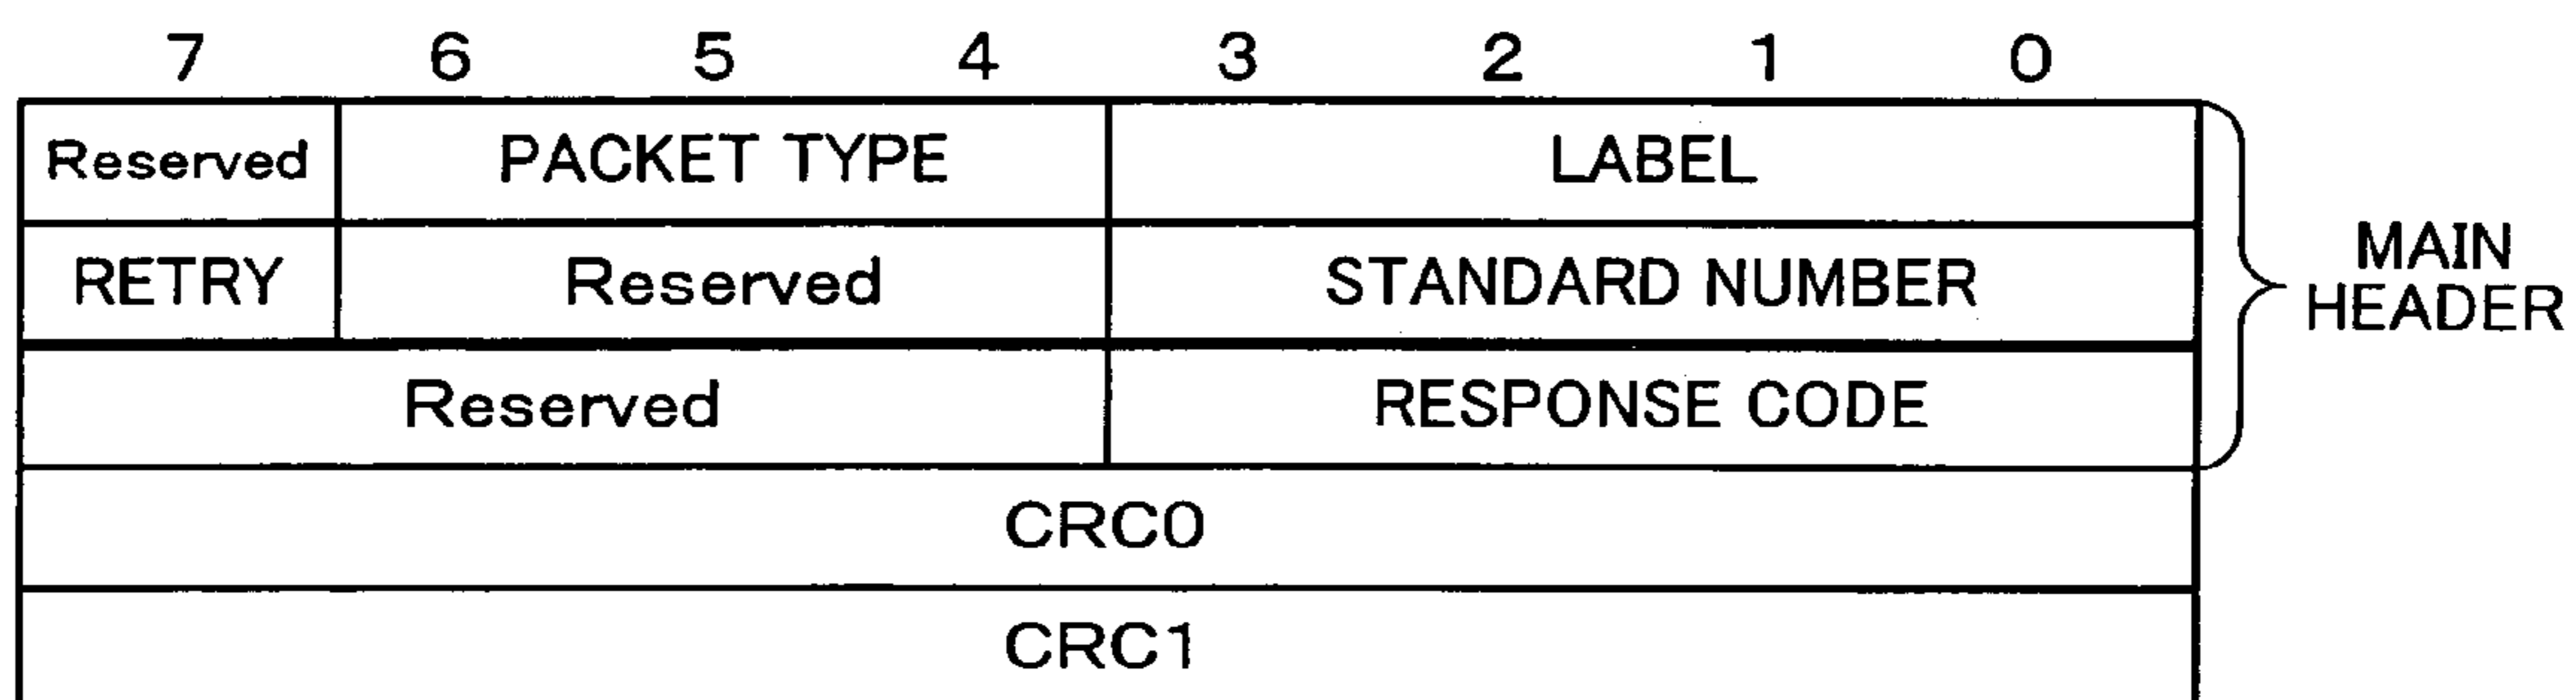 7 6 5 4 3 2 1 0
Reserved PACKET TYPE LABEL
RETRY Reserved STANDARD NUMBER
MAIN
HEADER
Reserved RESPONSE CODE
CRC0
CRC1